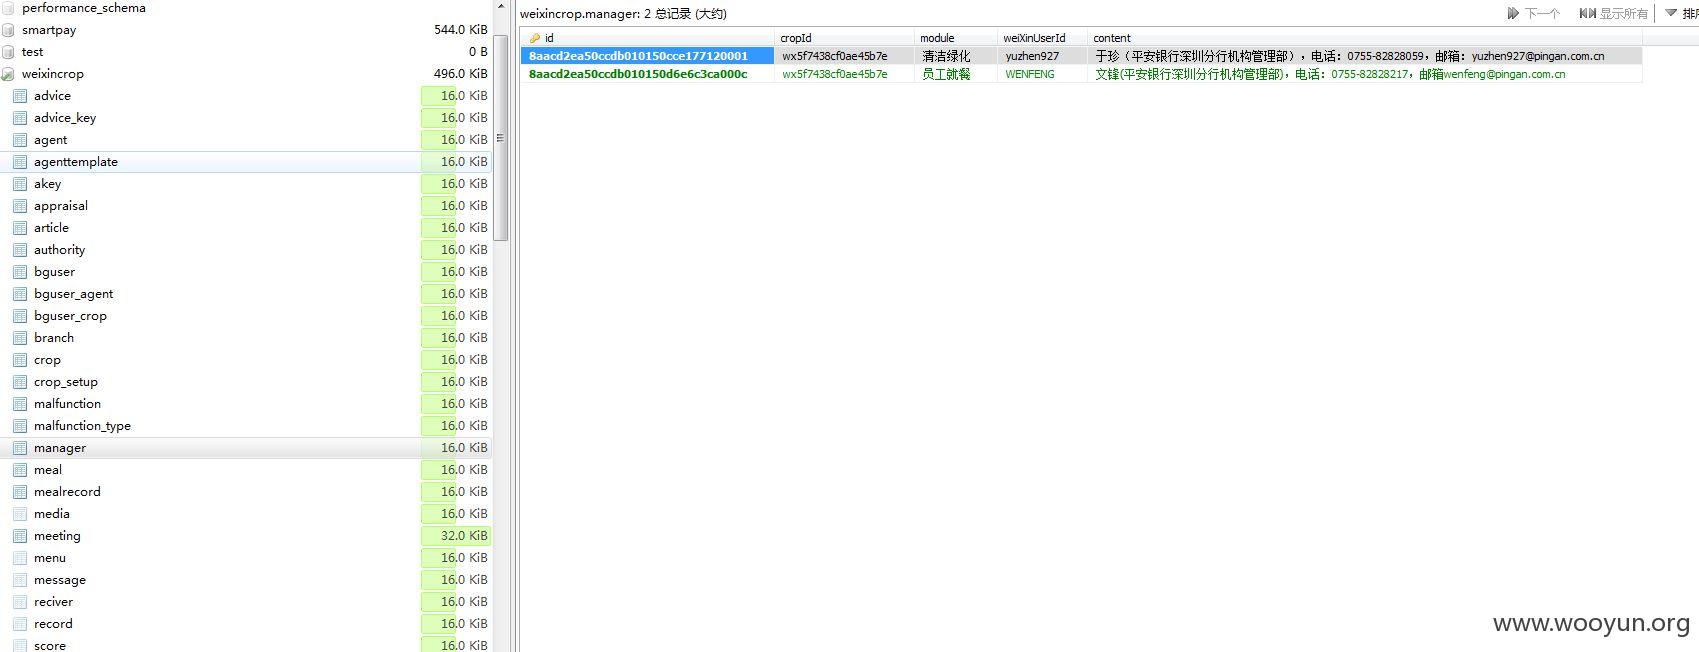 performance_schema
smartpay 544.0 KiB
test 0 B
weixincrop 496.0 KiB
advice 16.0 KiB
advice_key 16.0 KiB
agent 16.0 KiB
agenttemplate 16.0 KiB
akey 16.0 KiB
appraisal 16.0 KiB
article 16.0 KiB
authority 16.0 KiB
bguser 16.0 KiB
bguser_agent 16.0 KiB
bguser_crop 16.0 KiB
branch 16.0 KiB
crop 16.0 KiB
crop_setup 16.0 KiB
malfunction 16.0 KiB
malfunction_type 16.0 KiB
manager 16.0 KiB
meal 16.0 KiB
mealrecord 16.0 KiB
media 16.0 KiB
meeting 32.0 KiB
menu 16.0 KiB
message 16.0 KiB
reciver 16.0 KiB
record 16.0 KiB
score 16.0 KiB
weixincrop.manager: 2 总记录 (大约) 下一个 显示所有 排
id cropId module weiXinUserId content
8aacd2ea50ccdb010150cce177120001 wx5f7438cf0ae45b7e 清洁绿化 yuzhen927 于珍（平安银行深圳分行机构管理部），电话：0755-82828059，邮箱：yuzhen927@pingan.com.cn
8aacd2ea50ccdb010150d6e6c3ca000c wx5f7438cf0ae45b7e 员工就餐 WENFENG 文锋(平安银行深圳分行机构管理部)，电话：0755-82828217，邮箱wenfeng@pingan.com.cn
www.wooyun.org